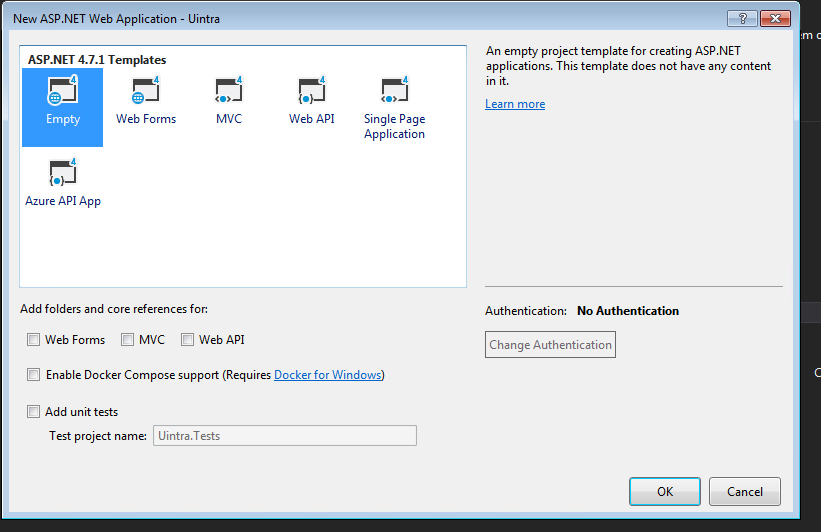 New ASP.NET Web Application - Uintra
ASP.NET 4.7.1 Templates
Empty
Web Forms
MVC
Web API
Single Page
Application
Azure API App
An empty project template for creating ASP.NET
applications. This template does not have any content
in it.
Learn more
Add folders and core references for:
Web Forms
MVC
Web API
Enable Docker Compose support (Requires Docker for Windows)
Add unit tests
Test project name:
Uintra.Tests
Authentication: No Authentication
Change Authentication
OK
Cancel